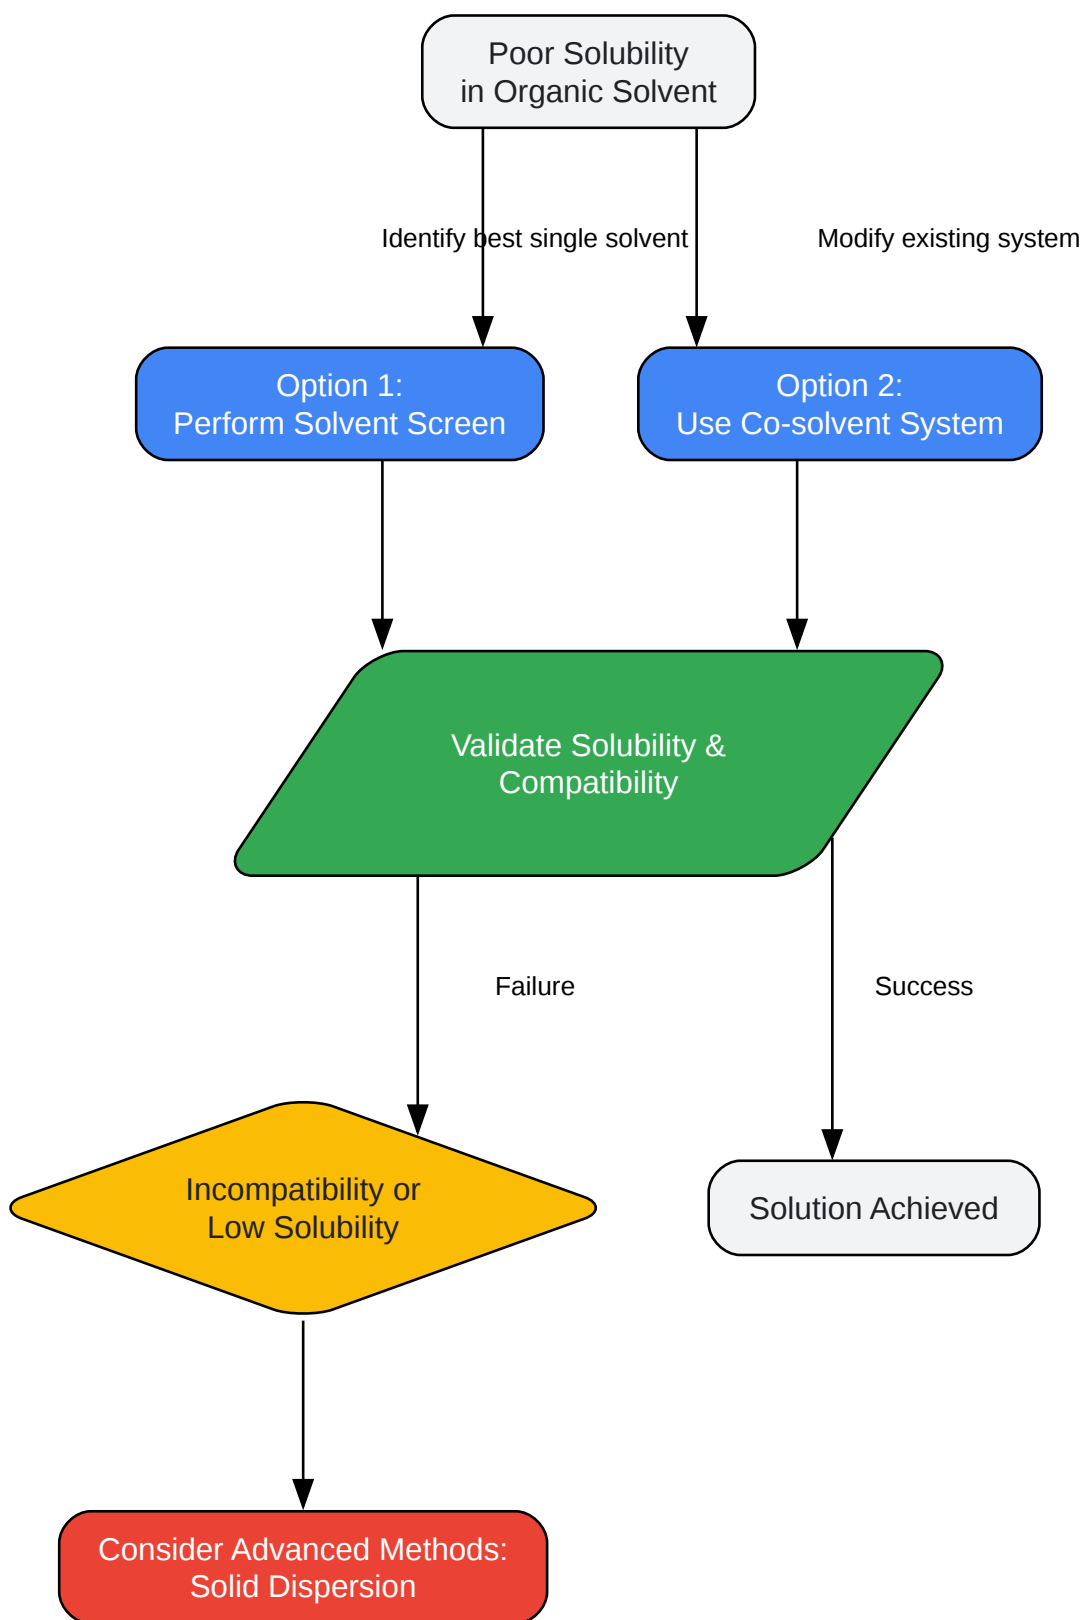 Poor Solubility
in Organic Solvent
Identify best single solvent
Modify existing system
Option 1:
Perform Solvent Screen
Option 2:
Use Co-solvent System
Validate Solubility &
Compatibility
Failure
Success
Incompatibility or
Low Solubility
Solution Achieved
Consider Advanced Methods:
Solid Dispersion